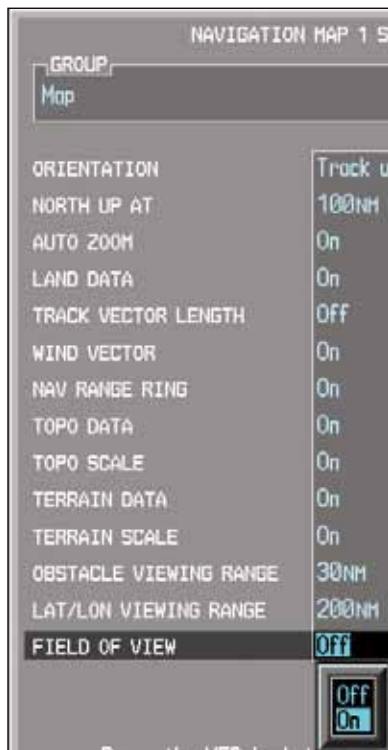 NAVIGATION MAP 1
GROUP
Map
ORIENTATION Track
NORTH UP AT 100NM
AUTO ZOOM On
LAND DATA On
TRACK VECTOR LENGTH Off
WIND VECTOR On
NAV RANGE RING On
TOPO DATA On
TOPO SCALE On
TERRAIN DATA On
TERRAIN SCALE On
OBSTACLE VIEWING RANGE 30NM
LAT/LON VIEWING RANGE 200NM
FIELD OF VIEW Off
Off
On